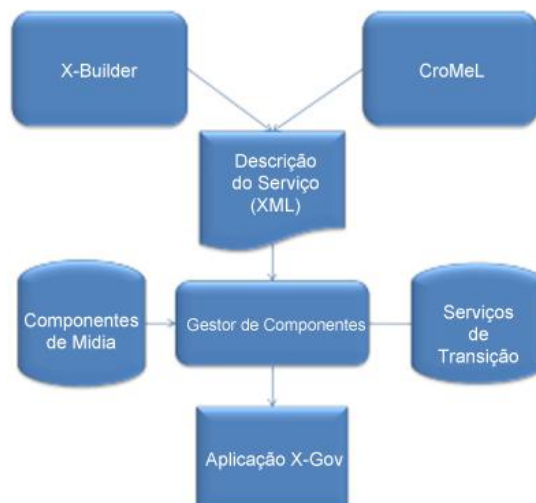 X-Builder
CroMeL
Descrição
do Serviço
(XML)
Componentes
de Midia
Gestor de Componentes
Serviços
de
Transição
Aplicação X-Gov